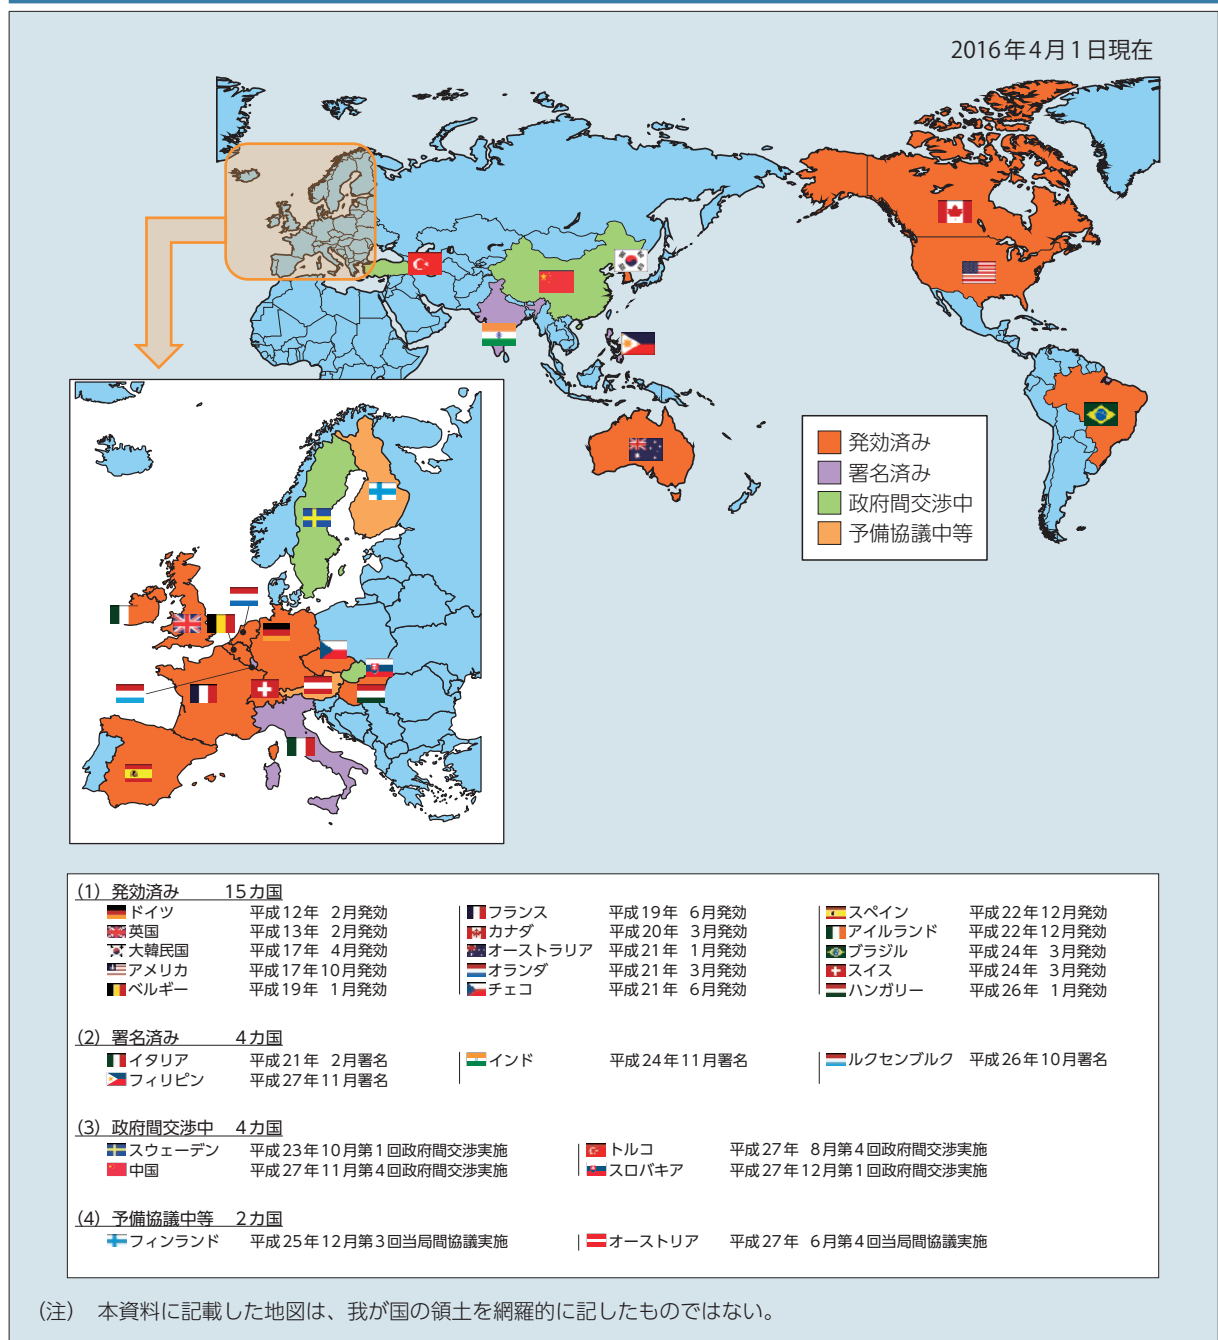 2016年4月1日現在
発効済み
署名済み
政府間交渉中
予備協議中等
(1) 発効済み 15カ国
ドイツ 平成12年 2月発効 フランス 平成19年 6月発効 スペイン 平成22年12月発効
英国 平成13年 2月発効 カナダ 平成20年 3月発効 アイルランド 平成22年12月発効
大韓民国 平成17年 4月発効 オーストラリア 平成21年 1月発効 ブラジル 平成24年 3月発効
アメリカ 平成17年10月発効 オランダ 平成21年 3月発効 スイス 平成24年 3月発効
ベルギー 平成19年 1月発効 チェコ 平成21年 6月発効 ハンガリー 平成26年 1月発効
(2) 署名済み 4カ国
イタリア 平成21年 2月署名 インド 平成24年11月署名 ルクセンブルク 平成26年10月署名
フィリピン 平成27年11月署名
(3) 政府間交渉中 4カ国
スウェーデン 平成23年10月第1回政府間交渉実施 トルコ 平成27年 8月第4回政府間交渉実施
中国 平成27年11月第4回政府間交渉実施 スロバキア 平成27年12月第1回政府間交渉実施
(4) 予備協議中等 2カ国
フィンランド 平成25年12月第3回当局間協議実施 オーストリア 平成27年 6月第4回当局間協議実施
(注) 本資料に記載した地図は、我が国の領土を網羅的に記したものではない。